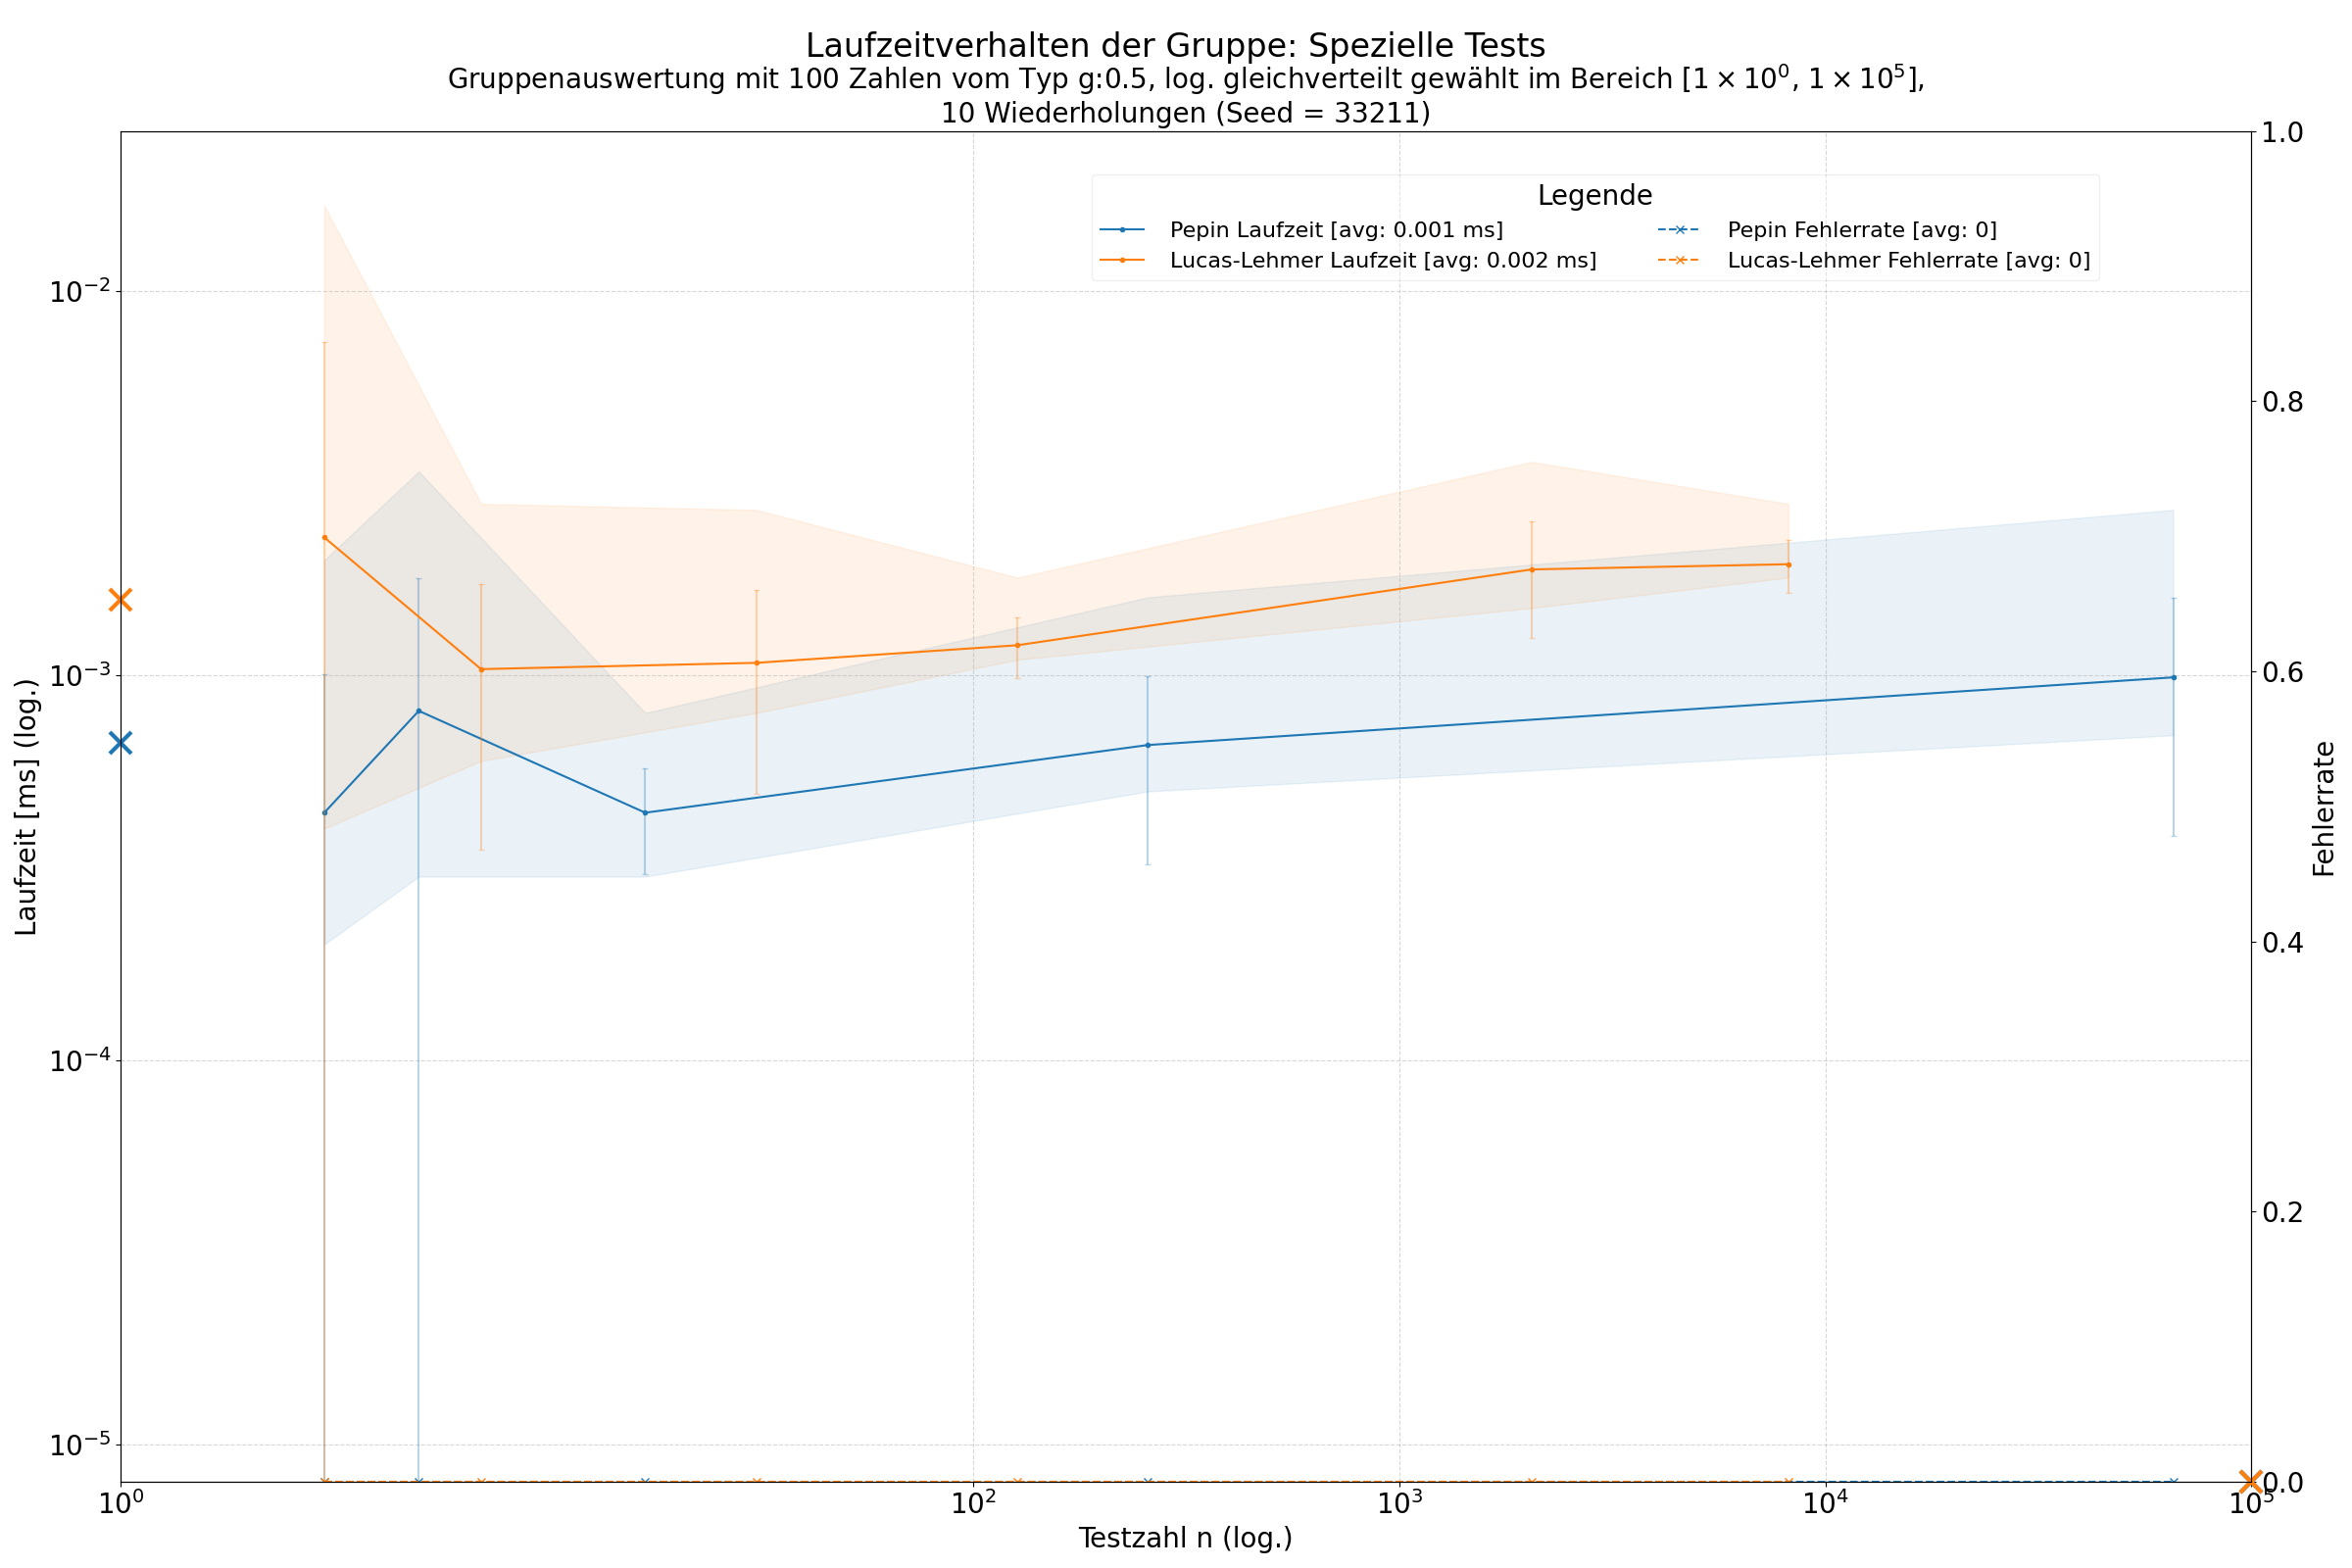 Laufzeitverhalten der Gruppe: Spezielle Tests
Gruppenauswertung mit 100 Zahlen vom Typ g:0.5, log. gleichverteilt gewählt im Bereich [1 × 10⁰, 1 × 10⁵],
10 Wiederholungen (Seed = 33211)
Legende
Pepin Laufzeit [avg: 0.001 ms]
Lucas-Lehmer Laufzeit [avg: 0.002 ms]
Pepin Fehlerrate [avg: 0]
Lucas-Lehmer Fehlerrate [avg: 0]
Laufzeit [ms] (log.)
10⁻²
10⁻³
10⁻⁴
10⁻⁵
10⁰
10²
10³
10⁴
10⁵
Testzahl n (log.)
1.0
0.8
0.6
0.4
0.2
0.0
Fehlerrate